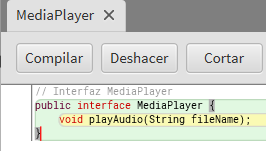 MediaPlayer ×
Compilar Deshacer Cortar
// Interfaz MediaPlayer
public interface MediaPlayer {
void playAudio(String fileName);
}